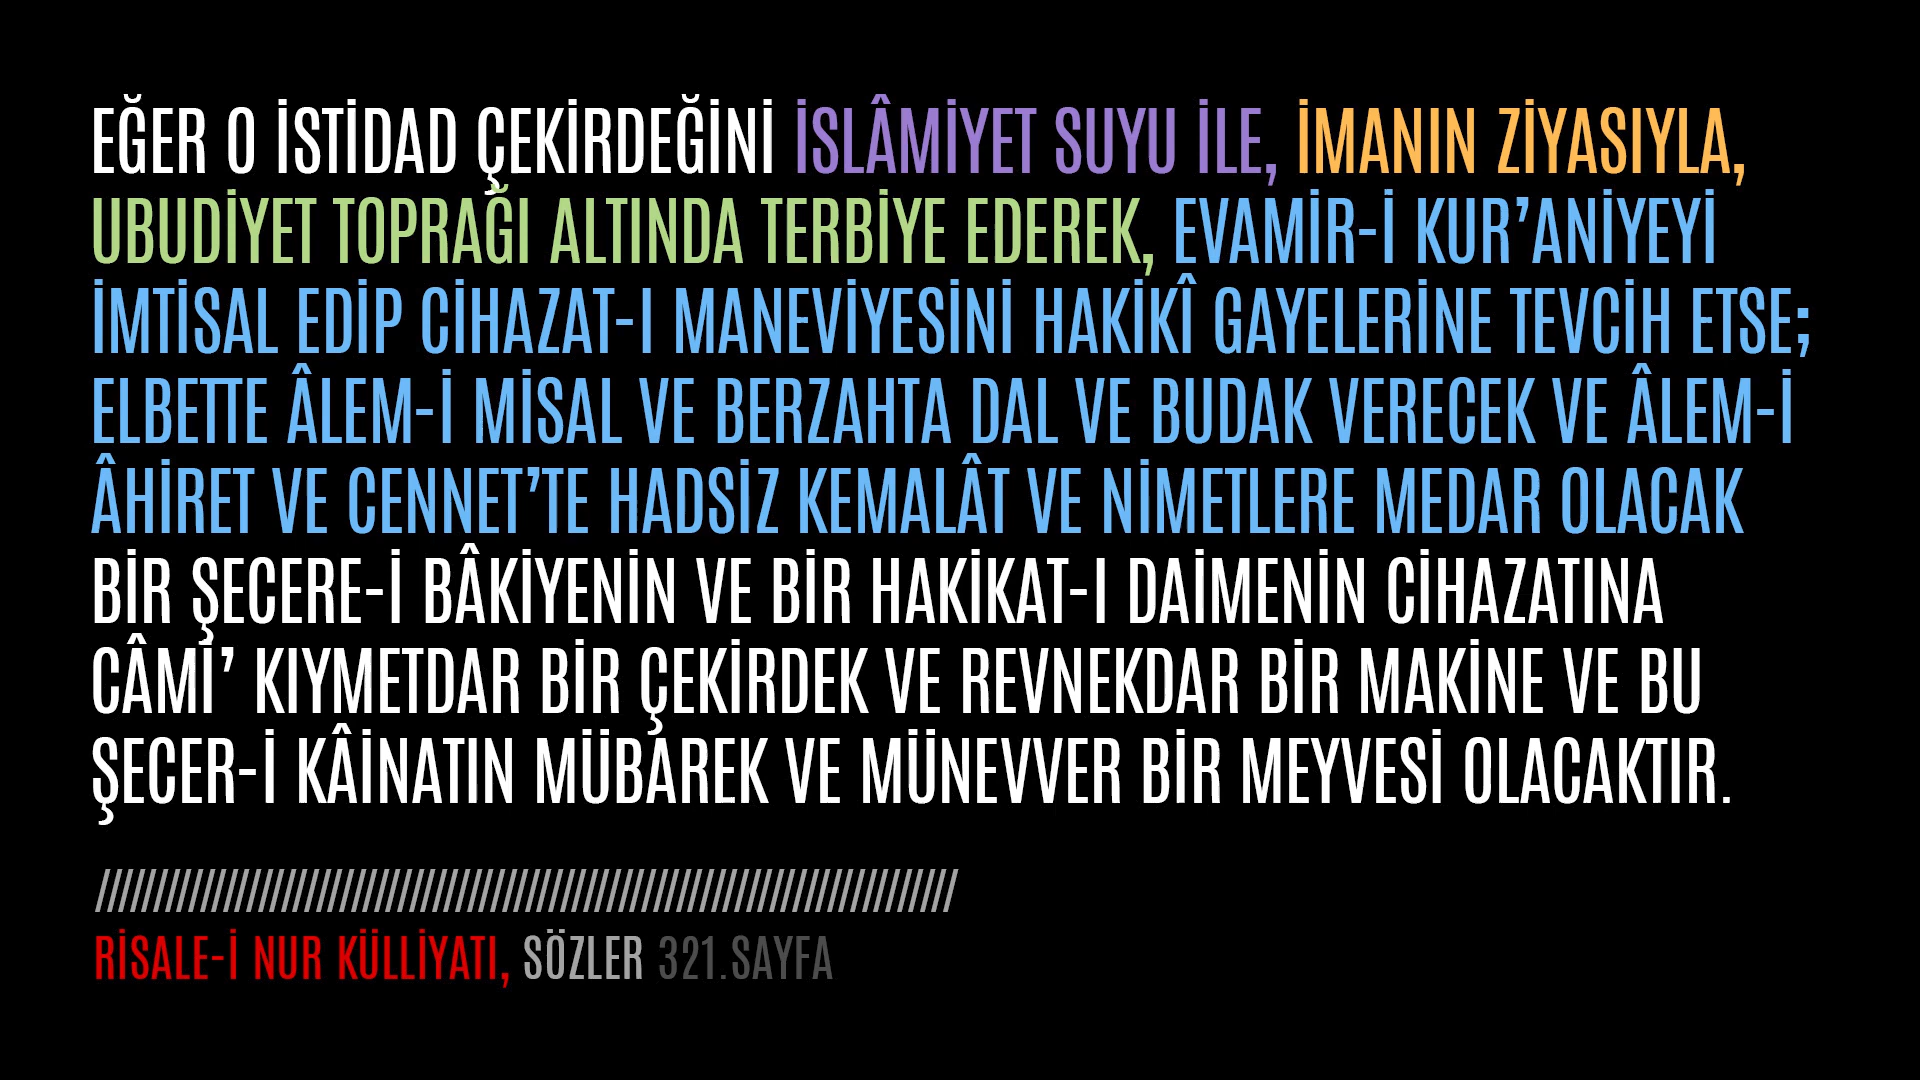 EĞER O İSTİDAD ÇEKİRDEĞİNİ İSLÂMİYET SUYU İLE, İMANIN ZİYASIYLA,
UBUDİYET TOPRAĞI ALTINDA TERBİYE EDEREK, EVAMİR-İ KUR’ANİYEYİ
İMTİSAL EDİP CİHAZAT-I MANEVİYESİNİ HAKİKÎ GAYELERİNE TEVCİH ETSE;
ELBETTE ÂLEM-İ MİSAL VE BERZAHTA DAL VE BUDAK VERECEK VE ÂLEM-İ
ÂHİRET VE CENNET’TE HADSİZ KEMALÂT VE NİMETLERE MEDAR OLACAK
BİR ŞECERE-İ BÂKİYENİN VE BİR HAKİKAT-I DAİMENİN CİHAZATINA
CÂMİ’ KIYMETDAR BİR ÇEKİRDEK VE REVNEKDAR BİR MAKİNE VE BU
ŞECER-İ KÂİNATIN MÜBAREK VE MÜNEVVER BİR MEYVESİ OLACAKTIR.
RİSALE-İ NUR KÜLLİYATI, SÖZLER 321.SAYFA